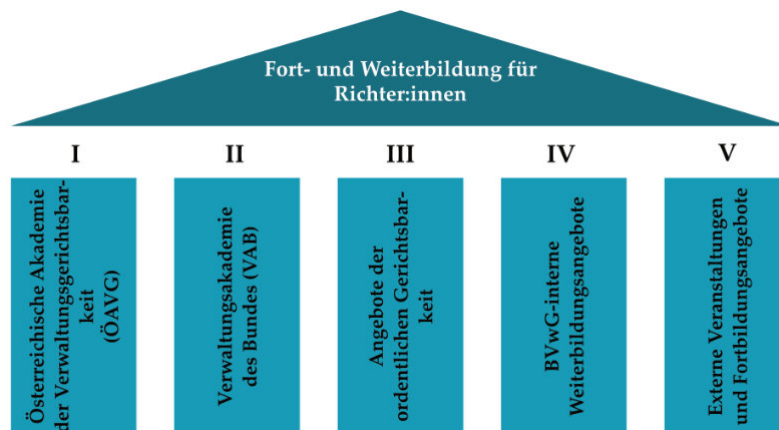 Fort- und Weiterbildung für
Richter:innen
I
II
III
IV
V
Österreichische Akademie
der Verwaltungsgerichtsbar-
keit
(ÖAVG)
Verwaltungsakademie
des Bundes (VAB)
Angebote der
ordentlichen Gerichtsbar-
keit
BVwG-interne
Weiterbildungsangebote
Externe Veranstaltungen
und Fortbildungsangebote